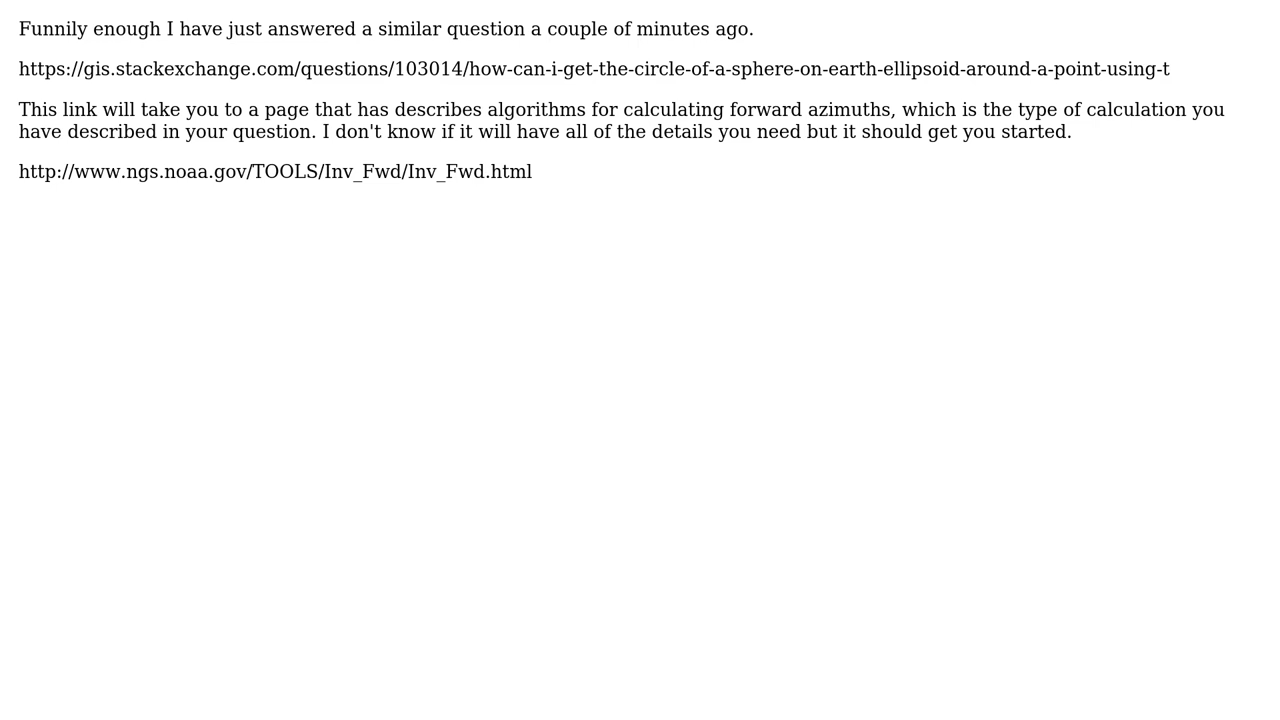 Funnily enough I have just answered a similar question a couple of minutes ago.
https://gis.stackexchange.com/questions/103014/how-can-i-get-the-circle-of-a-sphere-on-earth-ellipsoid-around-a-point-using-t
This link will take you to a page that has describes algorithms for calculating forward azimuths, which is the type of calculation you
have described in your question. I don't know if it will have all of the details you need but it should get you started.
http://www.ngs.noaa.gov/TOOLS/Inv_Fwd/Inv_Fwd.html